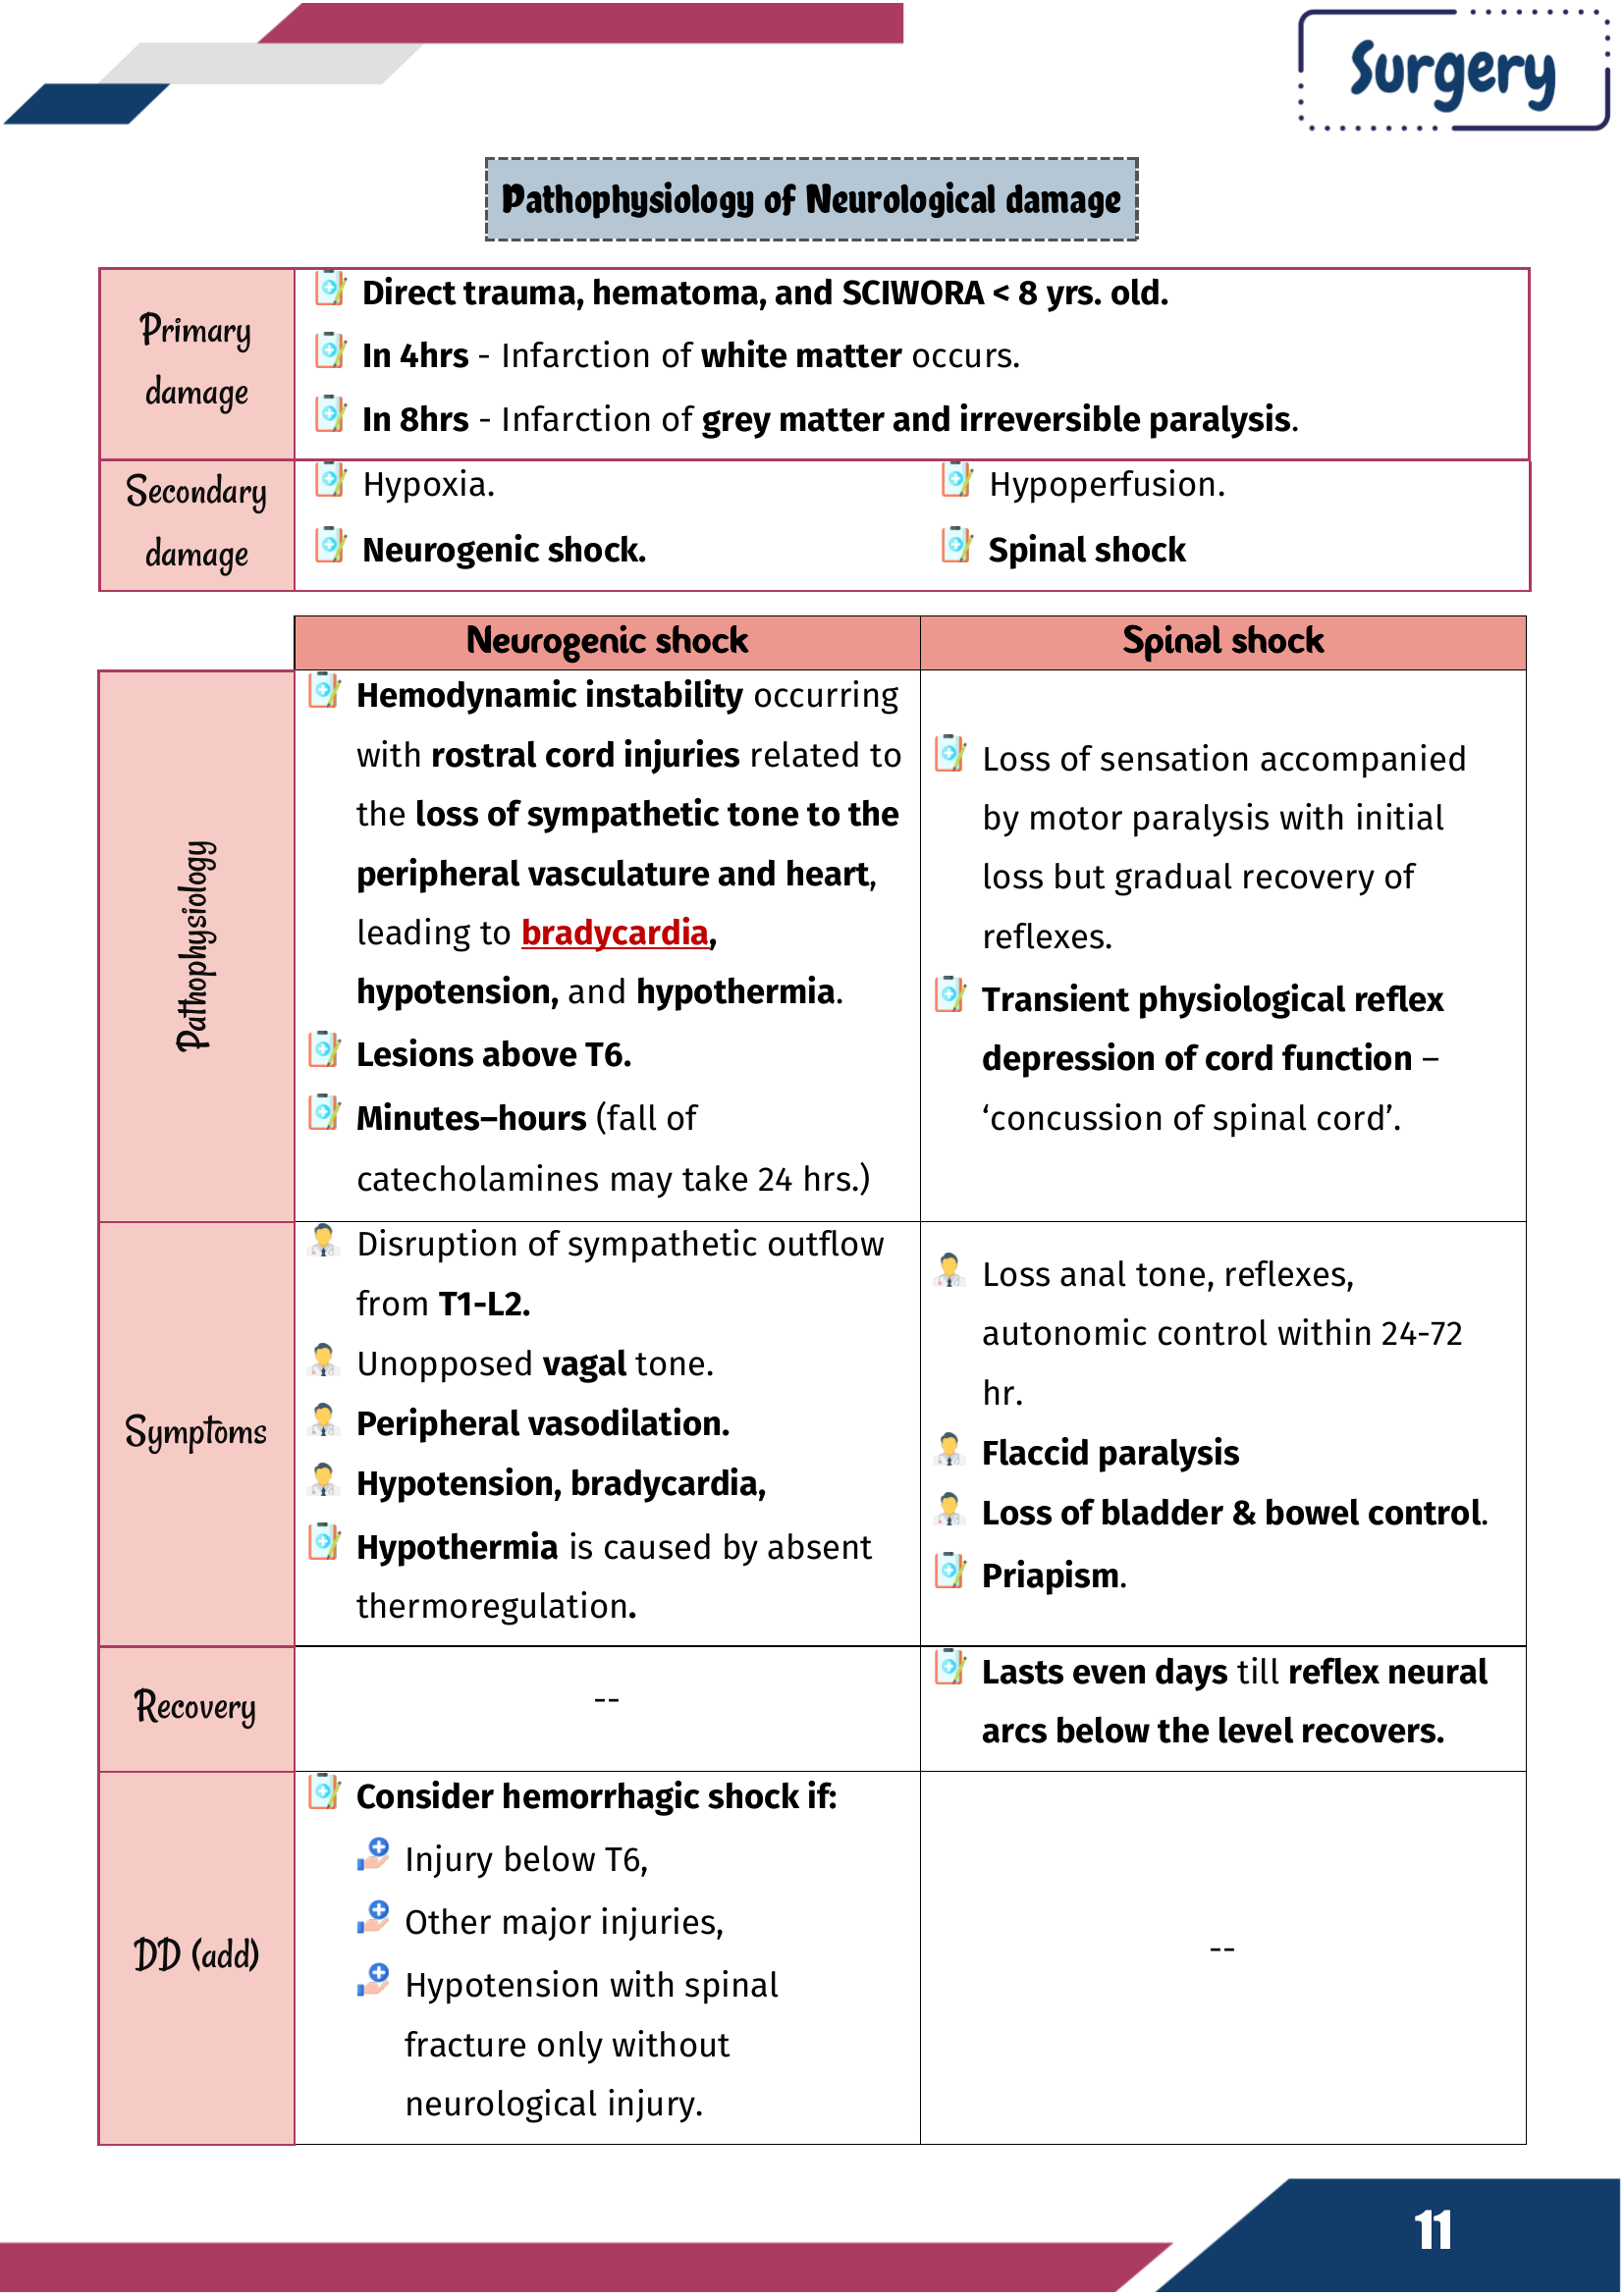 Surgery
Pathophysiology of Neurological damage
Primary
damage
Direct trauma, hematoma, and SCIWORA < 8 yrs. old.
In 4hrs - Infarction of white matter occurs.
In 8hrs - Infarction of grey matter and irreversible paralysis.
Secondary
damage
Hypoxia.
Hypoperfusion.
Neurogenic shock.
Spinal shock
Neurogenic shock
Spinal shock
Pathophysiology
Hemodynamic instability occurring
with rostral cord injuries related to
the loss of sympathetic tone to the
peripheral vasculature and heart,
leading to bradycardia,
hypotension, and hypothermia.
Lesions above T6.
Minutes–hours (fall of
catecholamines may take 24 hrs.)
Loss of sensation accompanied
by motor paralysis with initial
loss but gradual recovery of
reflexes.
Transient physiological reflex
depression of cord function –
‘concussion of spinal cord’.
Symptoms
Disruption of sympathetic outflow
from T1-L2.
Unopposed vagal tone.
Peripheral vasodilation.
Hypotension, bradycardia,
Hypothermia is caused by absent
thermoregulation.
Loss anal tone, reflexes,
autonomic control within 24-72
hr.
Flaccid paralysis
Loss of bladder & bowel control.
Priapism.
Recovery
--
Lasts even days till reflex neural
arcs below the level recovers.
DD (add)
Consider hemorrhagic shock if:
Injury below T6,
Other major injuries,
Hypotension with spinal
fracture only without
neurological injury.
--
11